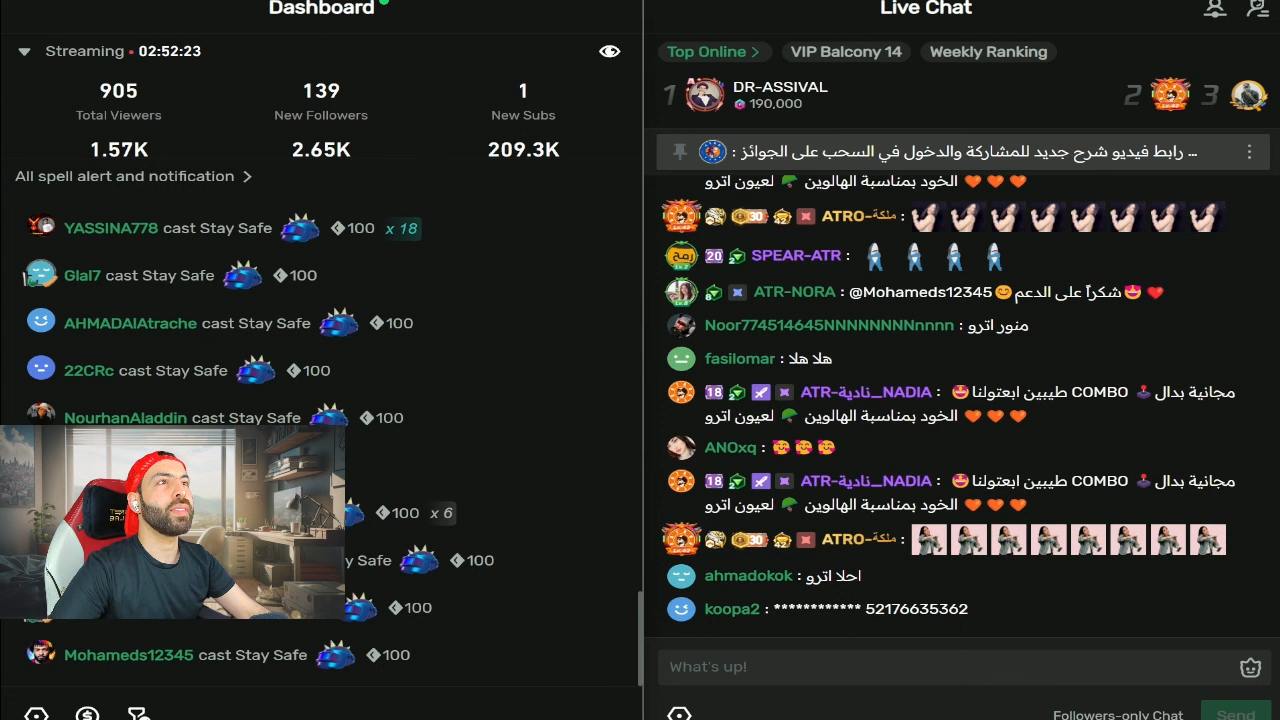 Dashboard
Streaming • 02:52:23
905
139
1
Total Viewers
New Followers
New Subs
1.57K
2.65K
209.3K
All spell alert and notification >
YASSINA778 cast Stay Safe 100 x 18
Glal7 cast Stay Safe 100
AHMADAlAtrache cast Stay Safe 100
22CRc cast Stay Safe 100
NourhanAladdin cast Stay Safe 100
100 x 6
y Safe 100
100
Mohameds12345 cast Stay Safe 100
Live Chat
Top Online >
VIP Balcony 14
Weekly Ranking
1 DR-ASSIVAL
190,000
2
3
رابط فيديو شرح جديد للمشاركة والدخول في السحب على الجوائز ... :
الخود بمناسبة الهالوين 🪂 لعيون اترو 🧡 🧡 🧡
30 ATRO-ملكة :
رمح 20 2 SPEAR-ATR :
8 ATR-NORA : @Mohameds12345 😊شكراً على الدعم🤩 ❤️
Noor774514645NNNNNNNNnnnn : منور اترو
fasilomar : هلا هلا
18 2 ATR-نادية_NADIA : 🤩مجانية بدال🕹️ COMBO طيبين ابعتولنا
الخود بمناسبة الهالوين 🪂 لعيون اترو 🧡 🧡 🧡
ANOxq : 🥰 🥰 🥰
18 2 ATR-نادية_NADIA : 🤩مجانية بدال🕹️ COMBO طيبين ابعتولنا
الخود بمناسبة الهالوين 🪂 لعيون اترو 🧡 🧡 🧡
30 ATRO-ملكة :
ahmadokok : احلا اترو
koopa2 : ************ 52176635362
What's up!
Followers-only Chat
Send